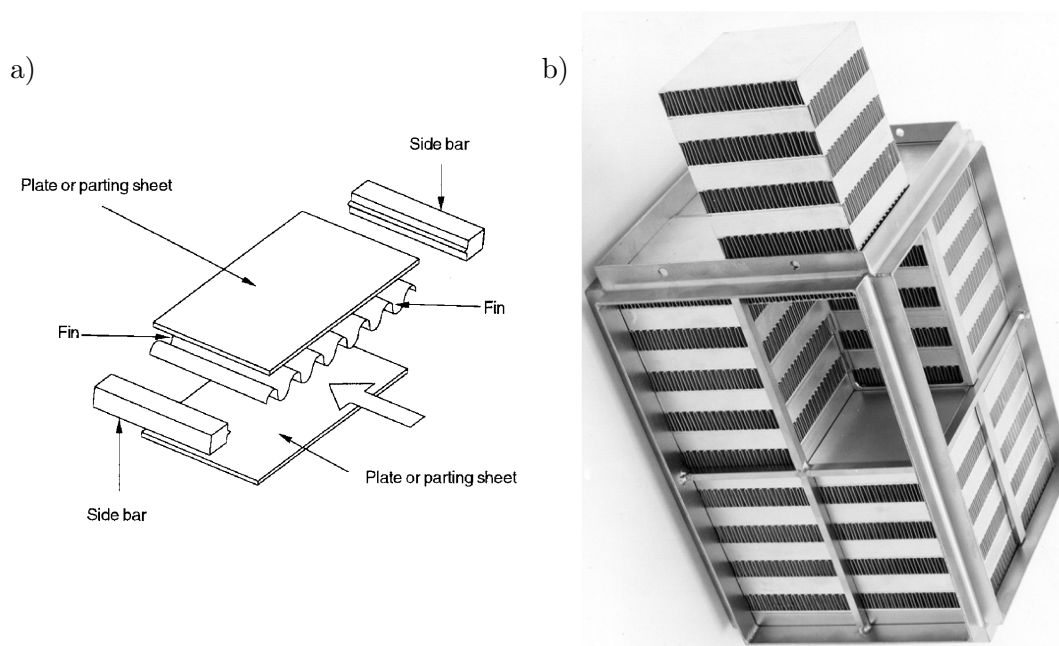 a)
b)
Side bar
Plate or parting sheet
Fin
Fin
Plate or parting sheet
Side bar